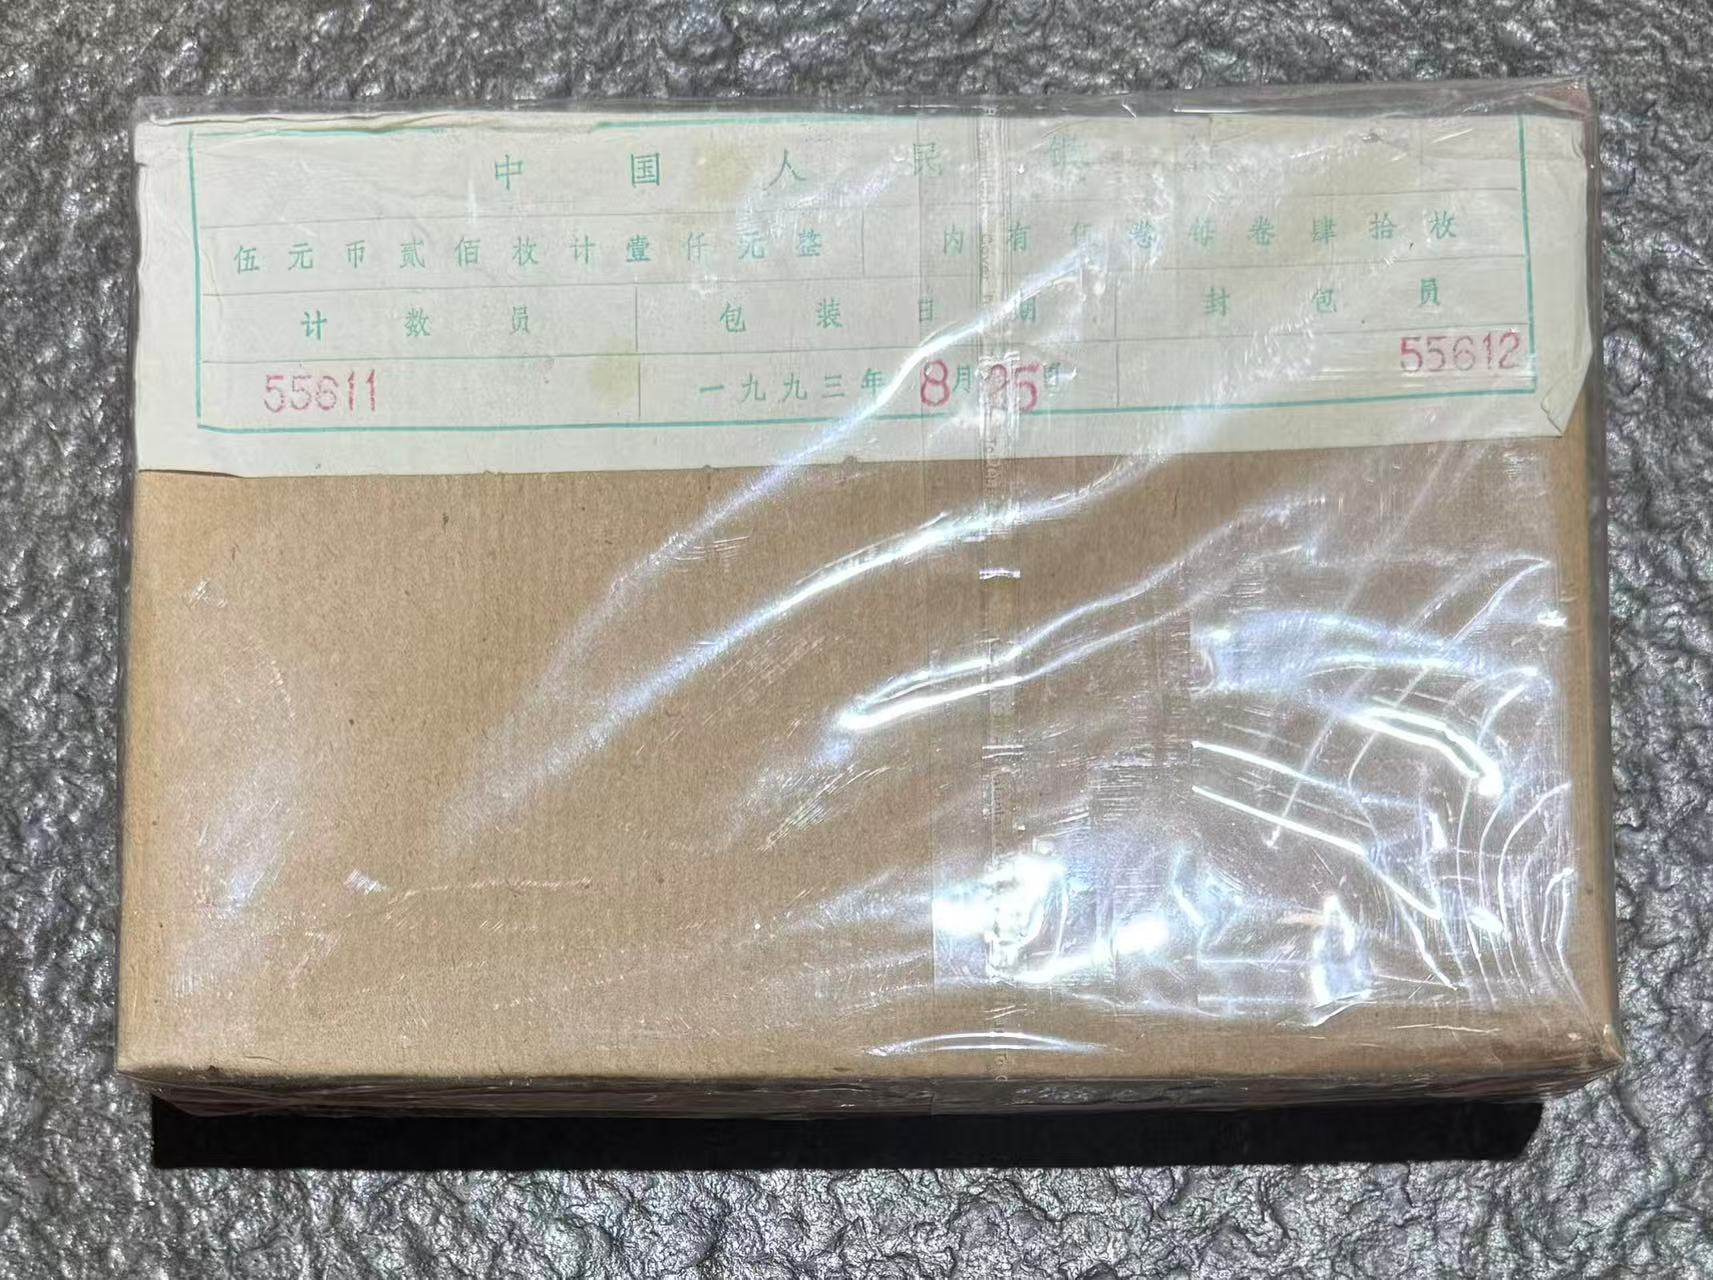 中国人民银
伍元币贰佰枚计壹仟元整 内有伍卷每卷肆拾枚
计数员 包装日期 封包员
55611 一九九三年8月25日 55612